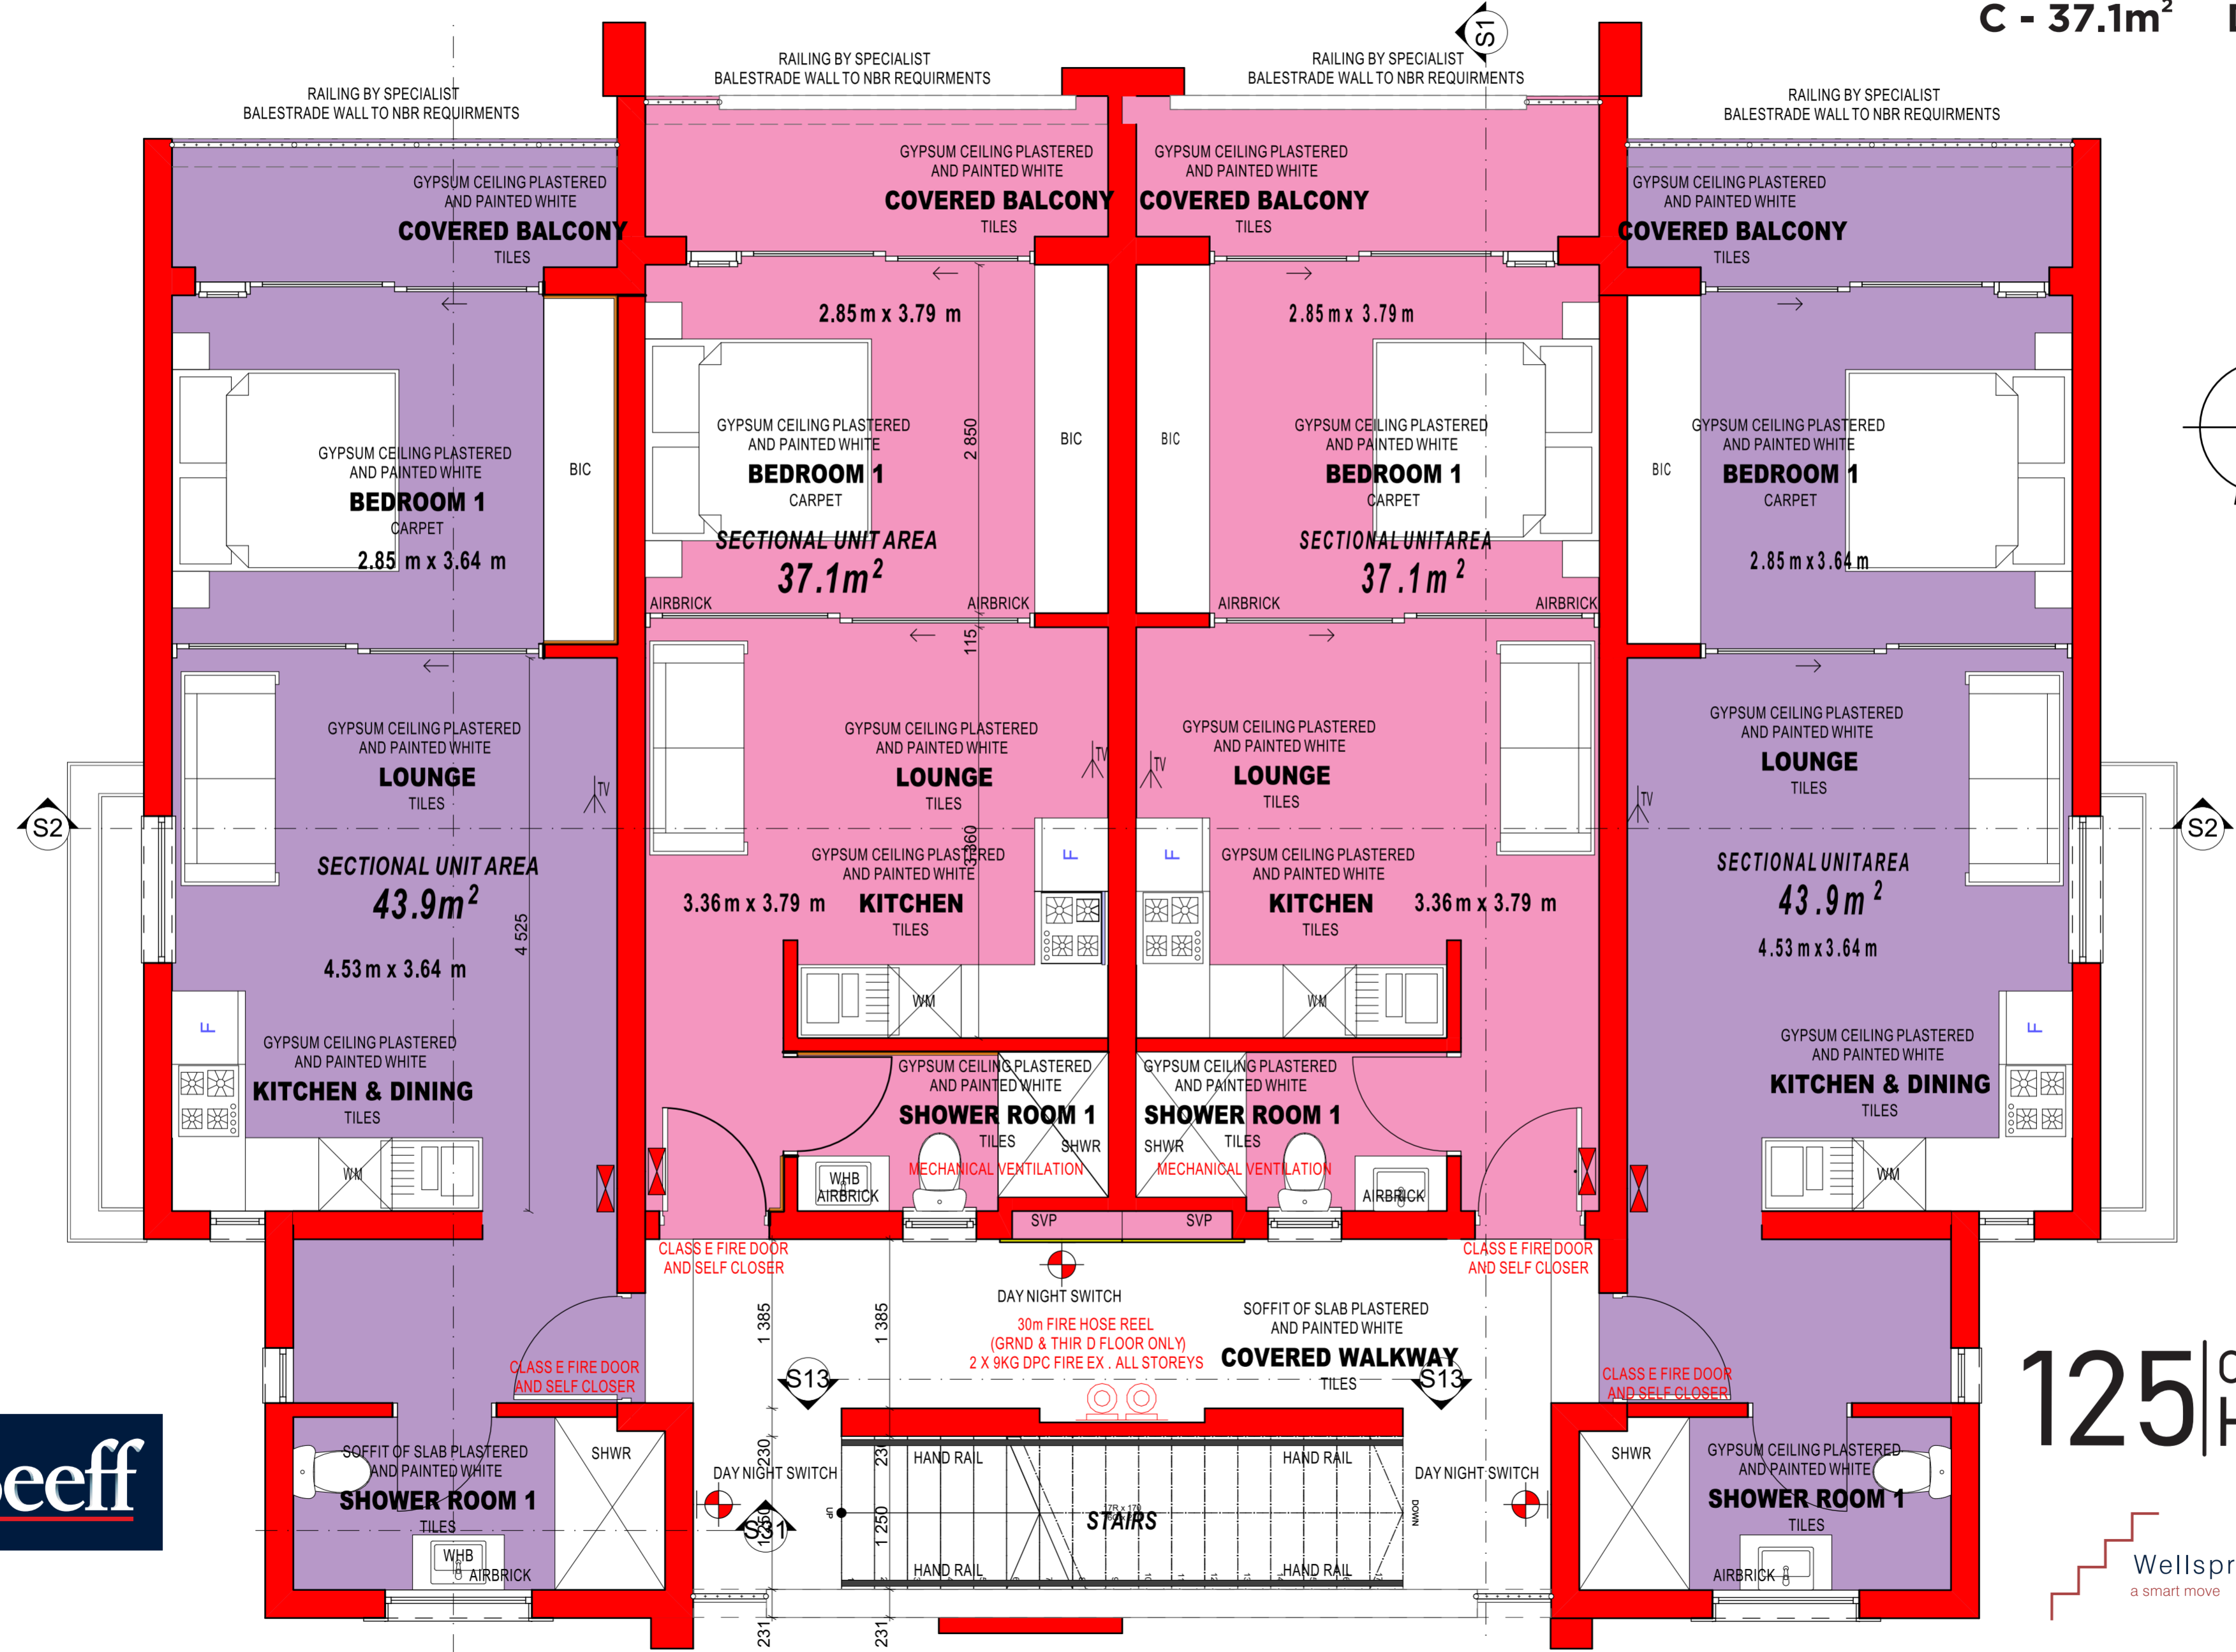 C - 37.1m²
S1
RAILING BY SPECIALIST
BALESTRADE WALL TO NBR REQUIRMENTS
RAILING BY SPECIALIST
BALESTRADE WALL TO NBR REQUIRMENTS
RAILING BY SPECIALIST
BALESTRADE WALL TO NBR REQUIRMENTS
RAILING BY SPECIALIST
BALESTRADE WALL TO NBR REQUIRMENTS
GYPSUM CEILING PLASTERED
AND PAINTED WHITE
COVERED BALCONY
TILES
GYPSUM CEILING PLASTERED
AND PAINTED WHITE
COVERED BALCONY
TILES
GYPSUM CEILING PLASTERED
AND PAINTED WHITE
COVERED BALCONY
TILES
GYPSUM CEILING PLASTERED
AND PAINTED WHITE
COVERED BALCONY
TILES
2.85 m x 3.79 m
2.85 m x 3.79 m
GYPSUM CEILING PLASTERED
AND PAINTED WHITE
BEDROOM 1
CARPET
2.85 m x 3.64 m
BIC
GYPSUM CEILING PLASTERED
AND PAINTED WHITE
BEDROOM 1
CARPET
SECTIONAL UNIT AREA
37.1m²
2 850
BIC
BIC
GYPSUM CEILING PLASTERED
AND PAINTED WHITE
BEDROOM 1
CARPET
SECTIONAL UNIT AREA
37.1m²
BIC
GYPSUM CEILING PLASTERED
AND PAINTED WHITE
BEDROOM 1
CARPET
2.85 m x 3.64 m
AIRBRICK
AIRBRICK
AIRBRICK
AIRBRICK
115
GYPSUM CEILING PLASTERED
AND PAINTED WHITE
LOUNGE
TILES
TV
GYPSUM CEILING PLASTERED
AND PAINTED WHITE
LOUNGE
TILES
TV
TV
GYPSUM CEILING PLASTERED
AND PAINTED WHITE
LOUNGE
TILES
GYPSUM CEILING PLASTERED
AND PAINTED WHITE
LOUNGE
TILES
TV
S2
S2
SECTIONAL UNIT AREA
43.9m²
4.53 m x 3.64 m
4 525
3 360
GYPSUM CEILING PLASTERED
AND PAINTED WHITE
3.36 m x 3.79 m
KITCHEN
TILES
F
F
GYPSUM CEILING PLASTERED
AND PAINTED WHITE
KITCHEN
TILES
3.36 m x 3.79 m
SECTIONAL UNIT AREA
43.9m²
4.53 m x 3.64 m
WM
WM
F
GYPSUM CEILING PLASTERED
AND PAINTED WHITE
KITCHEN & DINING
TILES
WM
F
GYPSUM CEILING PLASTERED
AND PAINTED WHITE
KITCHEN & DINING
TILES
WM
GYPSUM CEILING PLASTERED
AND PAINTED WHITE
SHOWER ROOM 1
TILES
SHWR
MECHANICAL VENTILATION
WHB
AIRBRICK
GYPSUM CEILING PLASTERED
AND PAINTED WHITE
SHOWER ROOM 1
SHWR
TILES
MECHANICAL VENTILATION
AIRBRICK
SVP
SVP
CLASS E FIRE DOOR
AND SELF CLOSER
CLASS E FIRE DOOR
AND SELF CLOSER
CLASS E FIRE DOOR
AND SELF CLOSER
CLASS E FIRE DOOR
AND SELF CLOSER
1 385
1 385
DAY NIGHT SWITCH
30m FIRE HOSE REEL
(GRND & THIR D FLOOR ONLY)
2 X 9KG DPC FIRE EX . ALL STOREYS
SOFFIT OF SLAB PLASTERED
AND PAINTED WHITE
COVERED WALKWAY
TILES
S13
S13
125
eeff
SOFFIT OF SLAB PLASTERED
AND PAINTED WHITE
SHOWER ROOM 1
TILES
SHWR
WHB
AIRBRICK
DAY NIGHT SWITCH
230
230
S31
1 250
231
231
HAND RAIL
HAND RAIL
UP
STAIRS
DOWN
HAND RAIL
HAND RAIL
DAY NIGHT SWITCH
SHWR
GYPSUM CEILING PLASTERED
AND PAINTED WHITE
SHOWER ROOM 1
TILES
AIRBRICK
Wellspr
a smart move